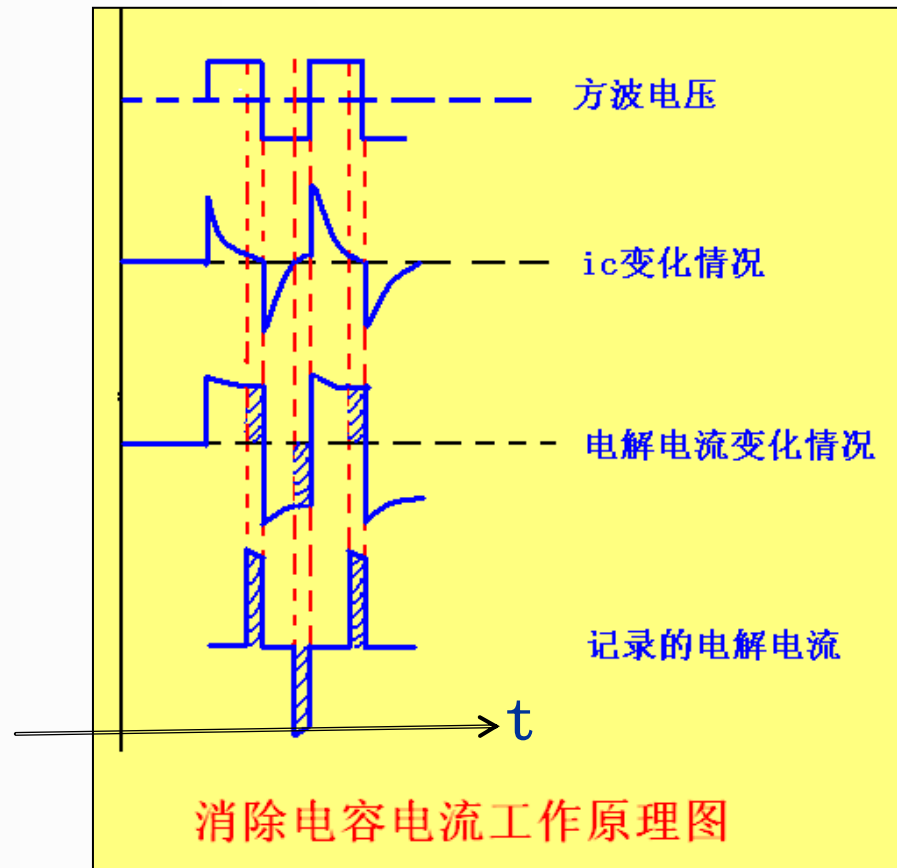 方波电压
ic变化情况
电解电流变化情况
记录的电解电流
t
消除电容电流工作原理图